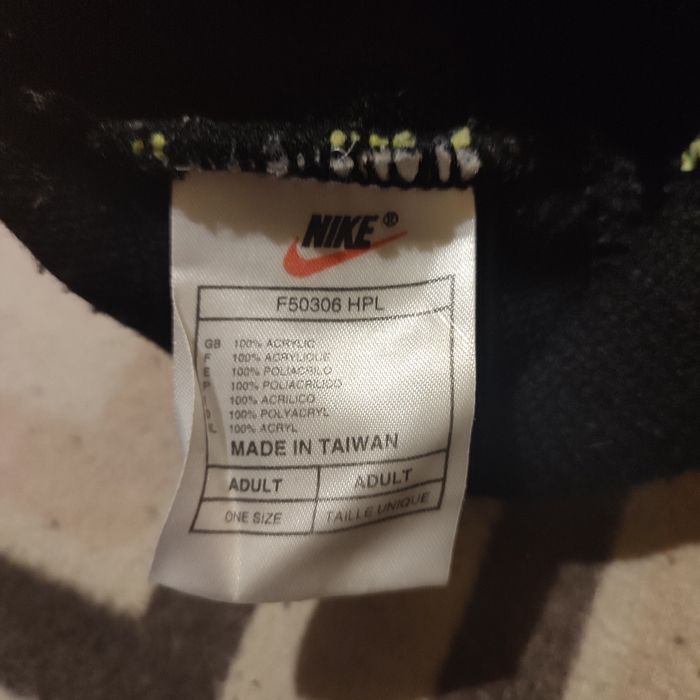 NIKE®
F50306 HPL
GB 100% ACRYLIC
F 100% ACRYLIQUE
E 100% POLIACRILO
P 100% POLIACRILICO
I 100% ACRILICO
D 100% POLYACRYL
100% ACRYL
MADE IN TAIWAN
ADULT ADULT
ONE SIZE TAILLE UNIQUE